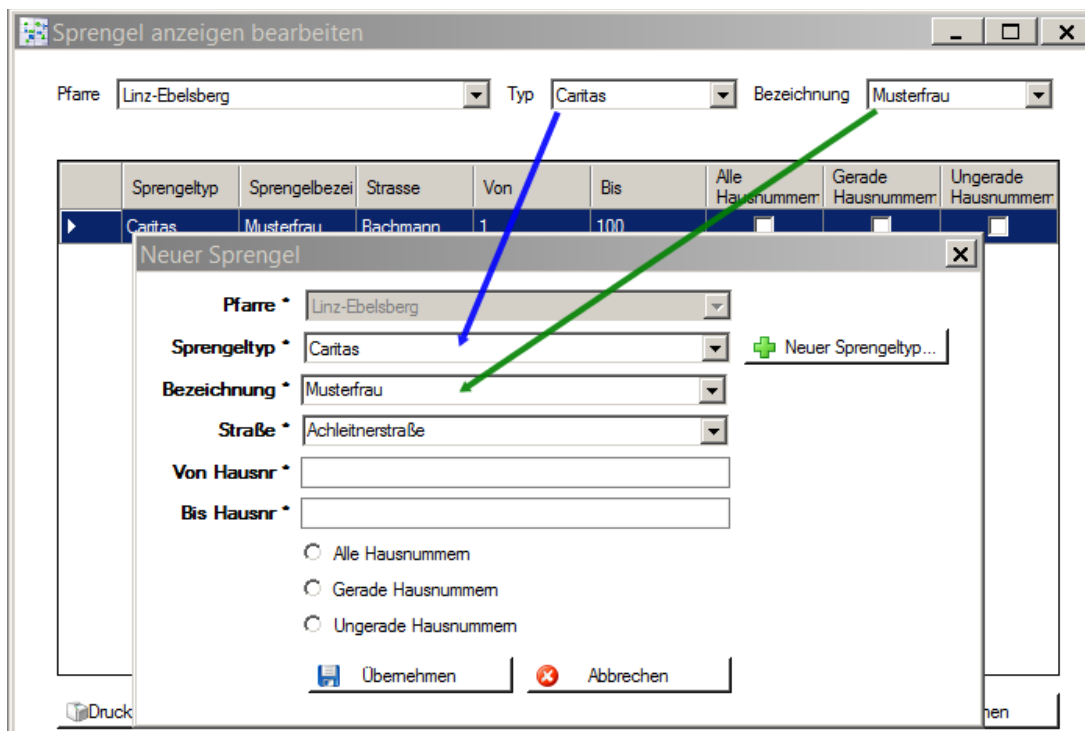 Sprengel anzeigen bearbeiten
Pfarre Linz-Ebelsberg Typ Caritas Bezeichnung Musterfrau
Sprengeltyp Sprengelbezei Strasse Von Bis Alle Hausnummern Gerade Hausnummern Ungerade Hausnummern
Caritas Musterfrau Bachmann 1 100
Neuer Sprengel
Pfarre * Linz-Ebelsberg
Sprengeltyp * Caritas Neuer Sprengeltyp...
Bezeichnung * Musterfrau
Straße * Achleitnerstraße
Von Hausnr *
Bis Hausnr *
Alle Hausnummern
Gerade Hausnummern
Ungerade Hausnummern
Übernehmen Abbrechen
Druck hen